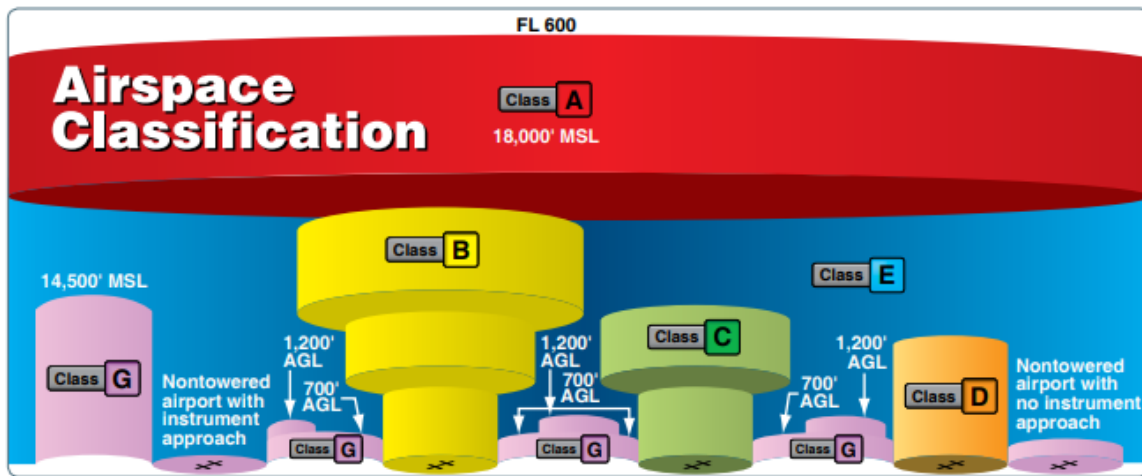 FL 600
Airspace
Classification
Class A
18,000' MSL
Class B
Class E
14,500' MSL
Class G
1,200'
AGL
700'
AGL
Nontowered
airport with
instrument
approach
Class G
1,200'
AGL
700'
AGL
Class G
Class C
1,200'
AGL
700'
AGL
Class G
Class D
Nontowered
airport with
no instrument
approach